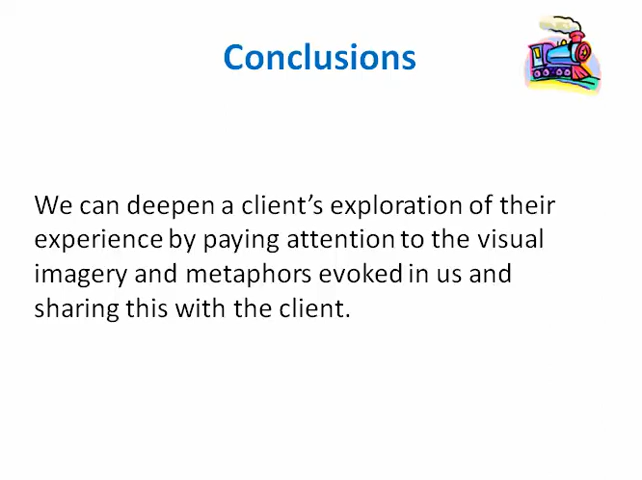 Conclusions
We can deepen a client’s exploration of their
experience by paying attention to the visual
imagery and metaphors evoked in us and
sharing this with the client.